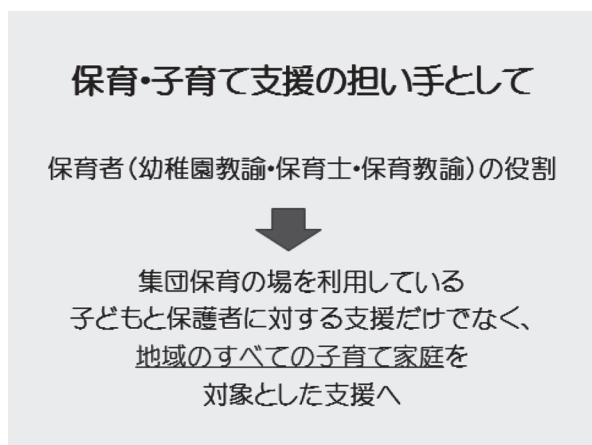 保育・子育て支援の担い手として
保育者(幼稚園教諭・保育士・保育教諭)の役割
集団保育の場を利用している
子どもと保護者に対する支援だけでなく、
地域のすべての子育て家庭を
対象とした支援へ